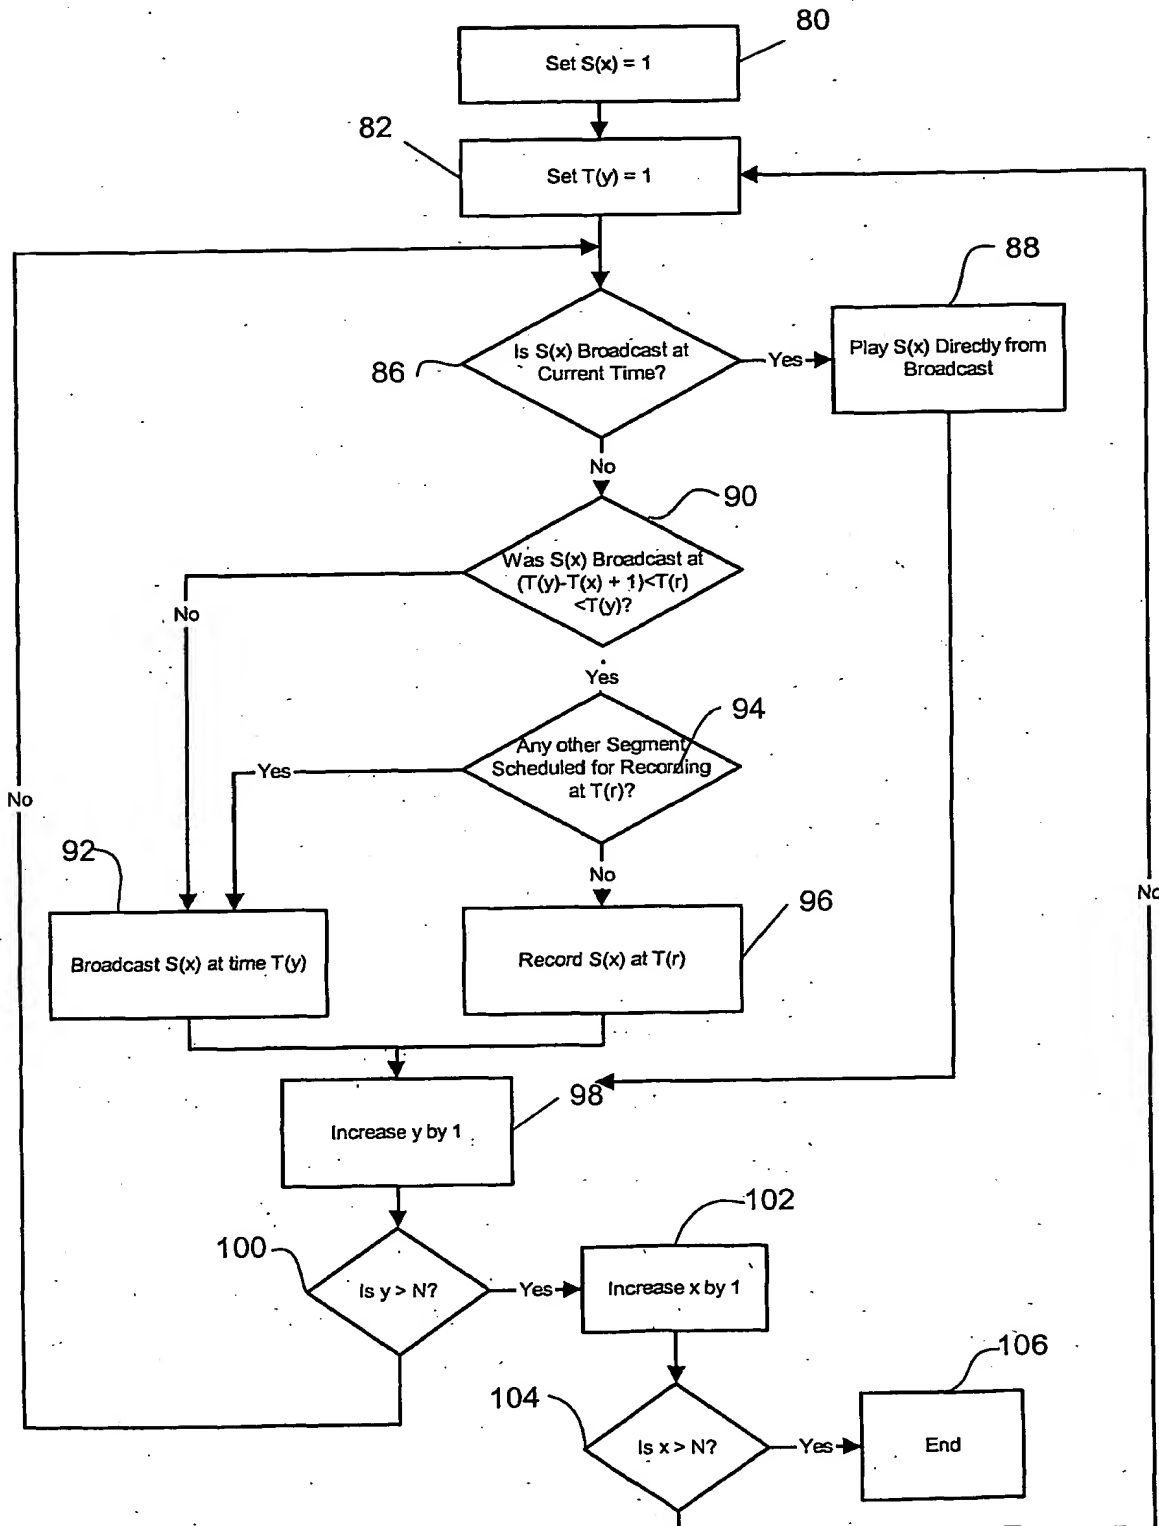 80
Set S(x) = 1
82
Set T(y) = 1
88
Is S(x) Broadcast at
Current Time?
86
Yes
Play S(x) Directly from
Broadcast
No
90
Was S(x) Broadcast at
(T(y)-T(x) + 1)<T(r)
<T(y)?
No
Yes
94
Any other Segment
Scheduled for Recording
at T(r)?
Yes
No
No
92
No
96
No
Broadcast S(x) at time T(y)
Record S(x) at T(r)
98
Increase y by 1
102
100
Is y > N?
Yes
Increase x by 1
106
104
Is x > N?
Yes
End